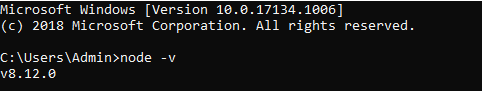 Microsoft Windows [Version 10.0.17134.1006]
(c) 2018 Microsoft Corporation. All rights reserved.
C:\Users\Admin>node -v
v8.12.0